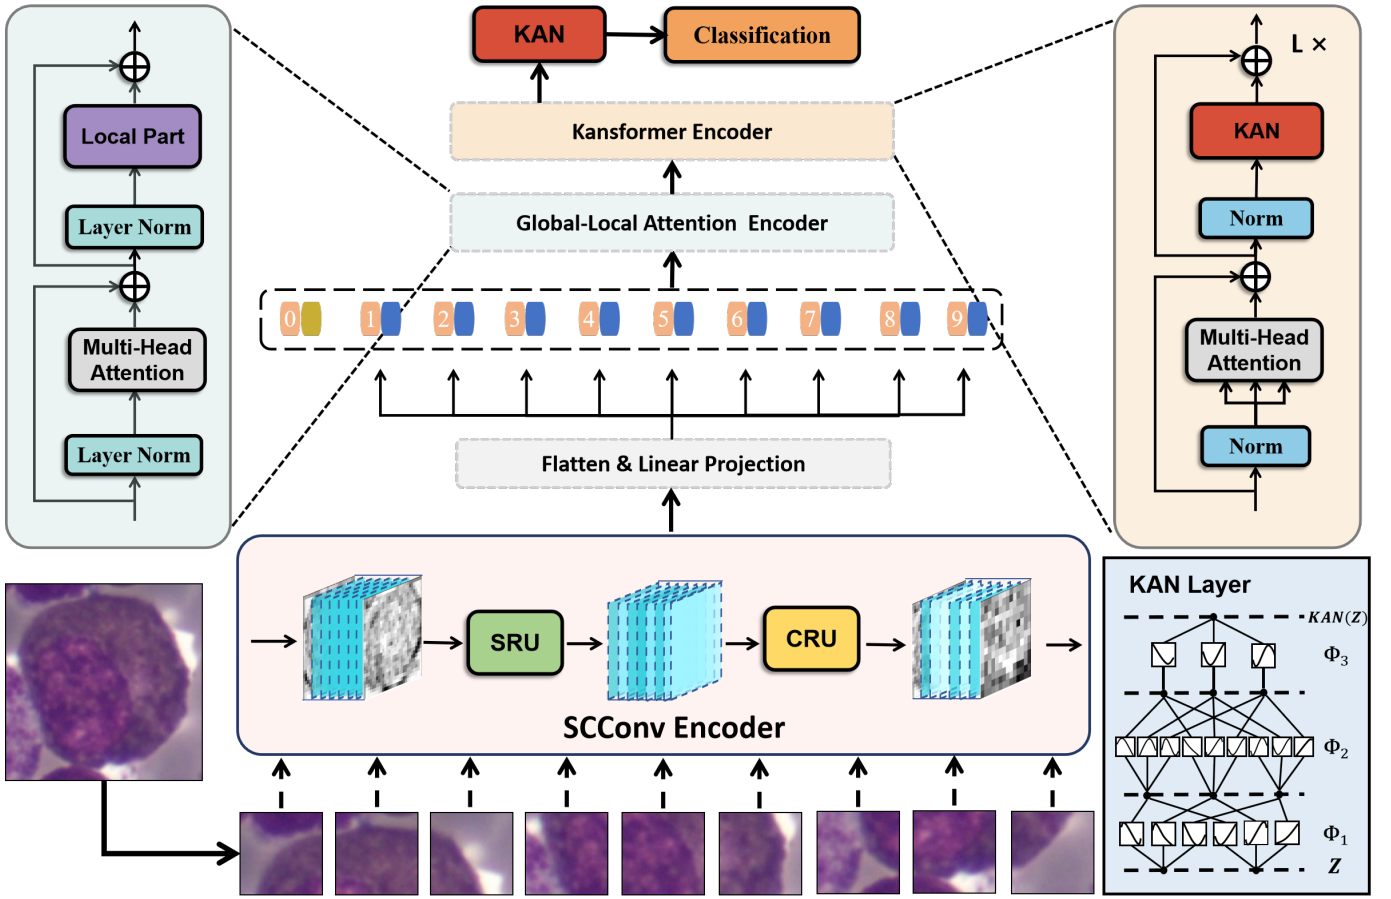 KAN
Classification
L ×
Local Part
Kansformer Encoder
KAN
Layer Norm
Global-Local Attention Encoder
Norm
0 1 2 3 4 5 6 7 8 9
Multi-Head
Attention
Multi-Head
Attention
Layer Norm
Flatten & Linear Projection
Norm
SRU
CRU
SCConv Encoder
KAN Layer
KAN(Z)
Φ3
Φ2
Φ1
Z